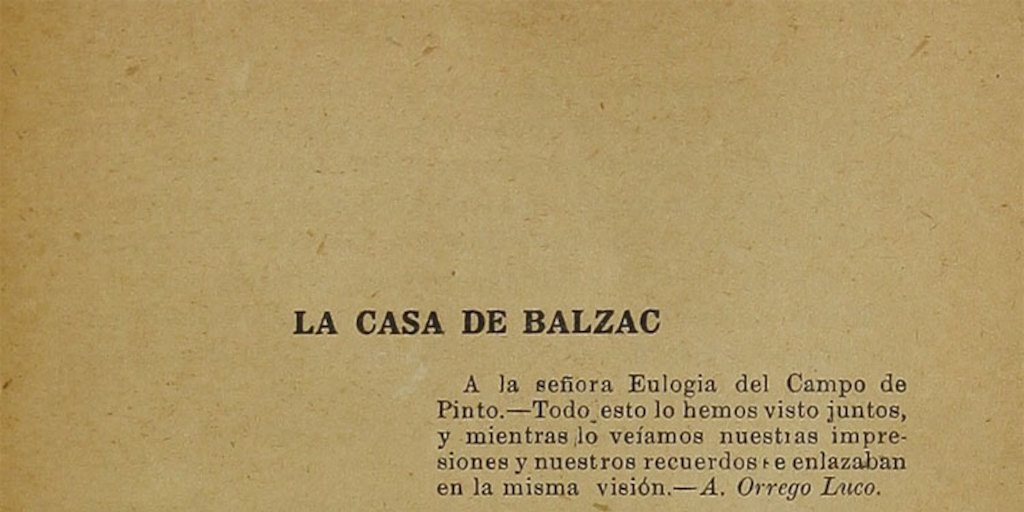 LA CASA DE BALZAC
A la señora Eulogia del Campo de
Pinto.—Todo esto lo hemos visto juntos,
y mientras lo veíamos nuestras impre-
siones y nuestros recuerdos se enlazaban
en la misma visión.—A. Orrego Luco.